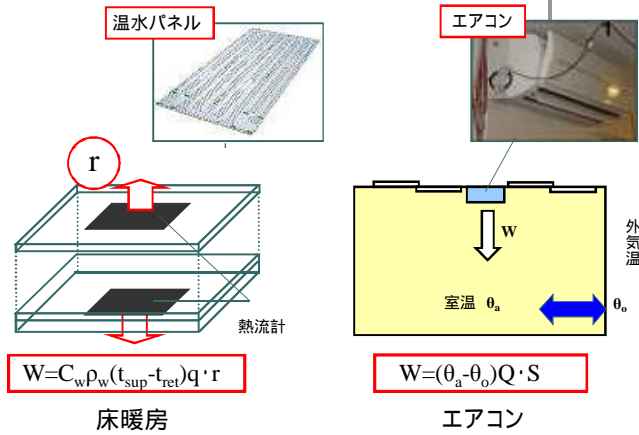 温水パネル
エアコン
r
W
外気温
室温 θa
θo
熱流計
W=Cwρw(tsup-tret)q·r
W=(θa-θo)Q·S
床暖房
エアコン